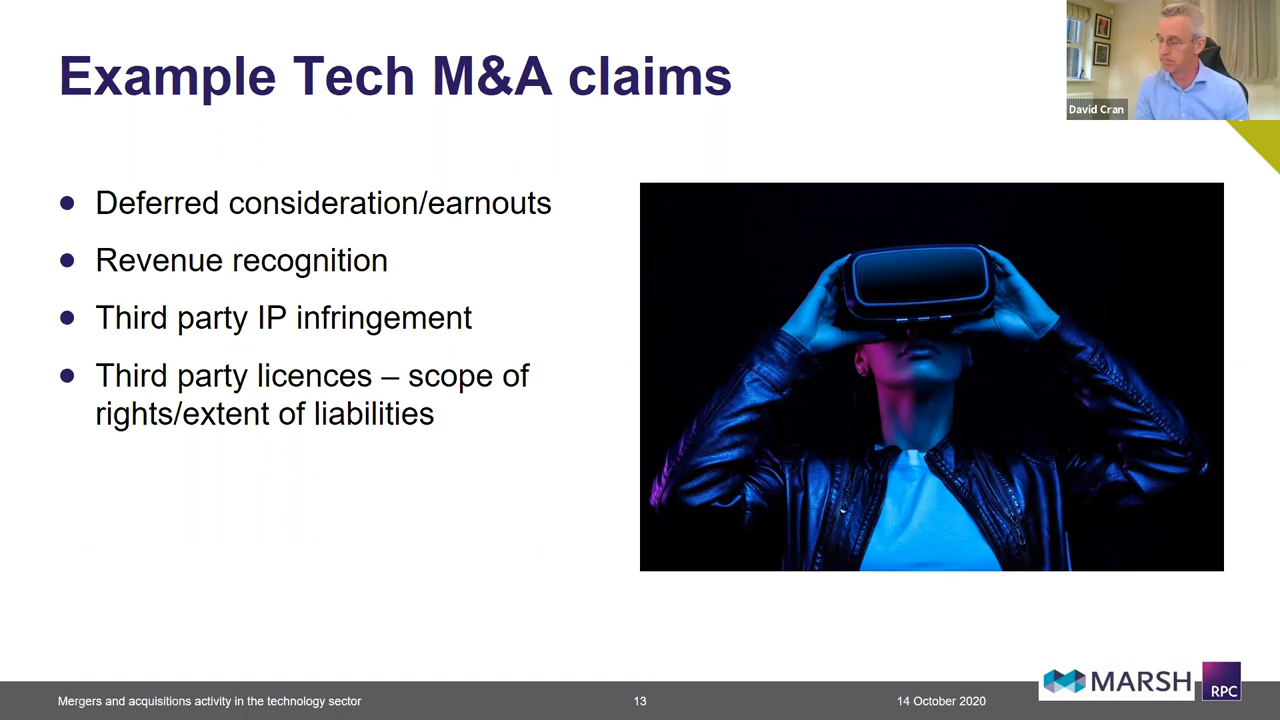 Example Tech M&A claims
David Cran
Deferred consideration/earnouts
Revenue recognition
Third party IP infringement
Third party licences – scope of
rights/extent of liabilities
Mergers and acquisitions activity in the technology sector
13
14 October 2020
MARSH
RPC